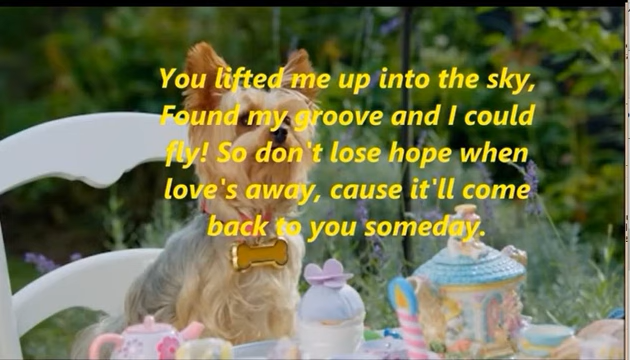 You lifted me up into the sky,
Found my groove and I could
fly! So don't lose hope when
love's away, cause it'll come
back to you someday.